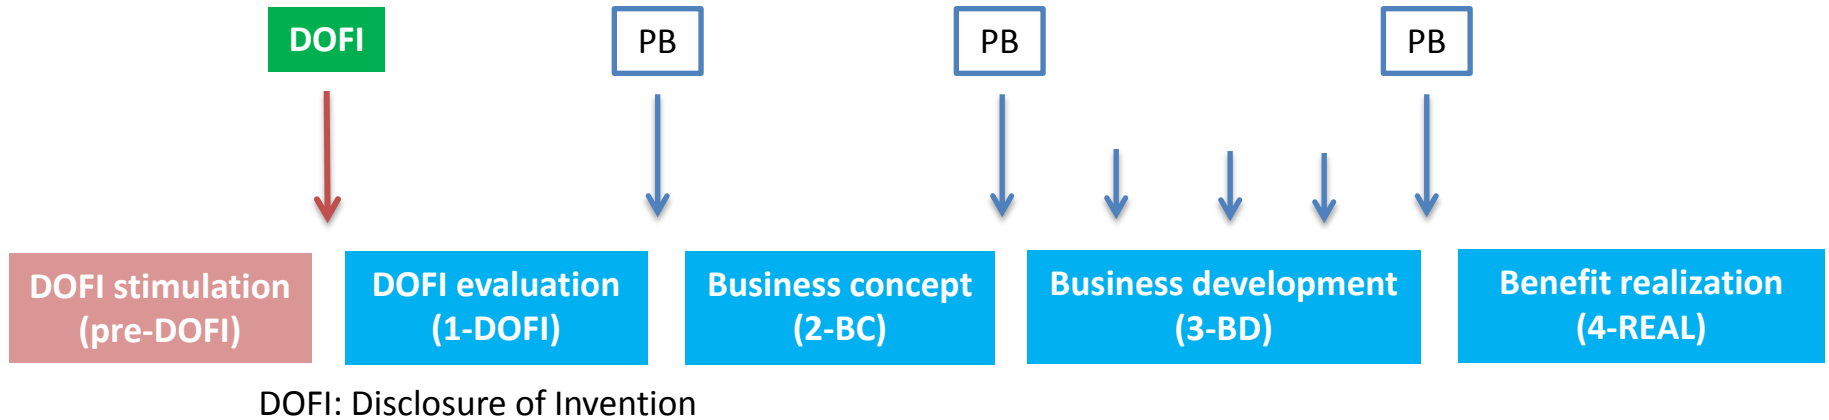 DOFI
PB
PB
PB
DOFI stimulation
(pre-DOFI)
DOFI evaluation
(1-DOFI)
Business concept
(2-BC)
Business development
(3-BD)
Benefit realization
(4-REAL)
DOFI: Disclosure of Invention